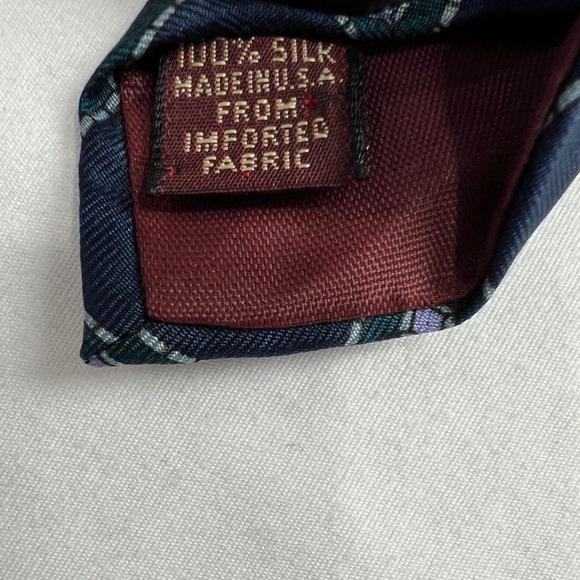 100% SILK
MADE IN U.S.A.
FROM
IMPORTED
FABRIC